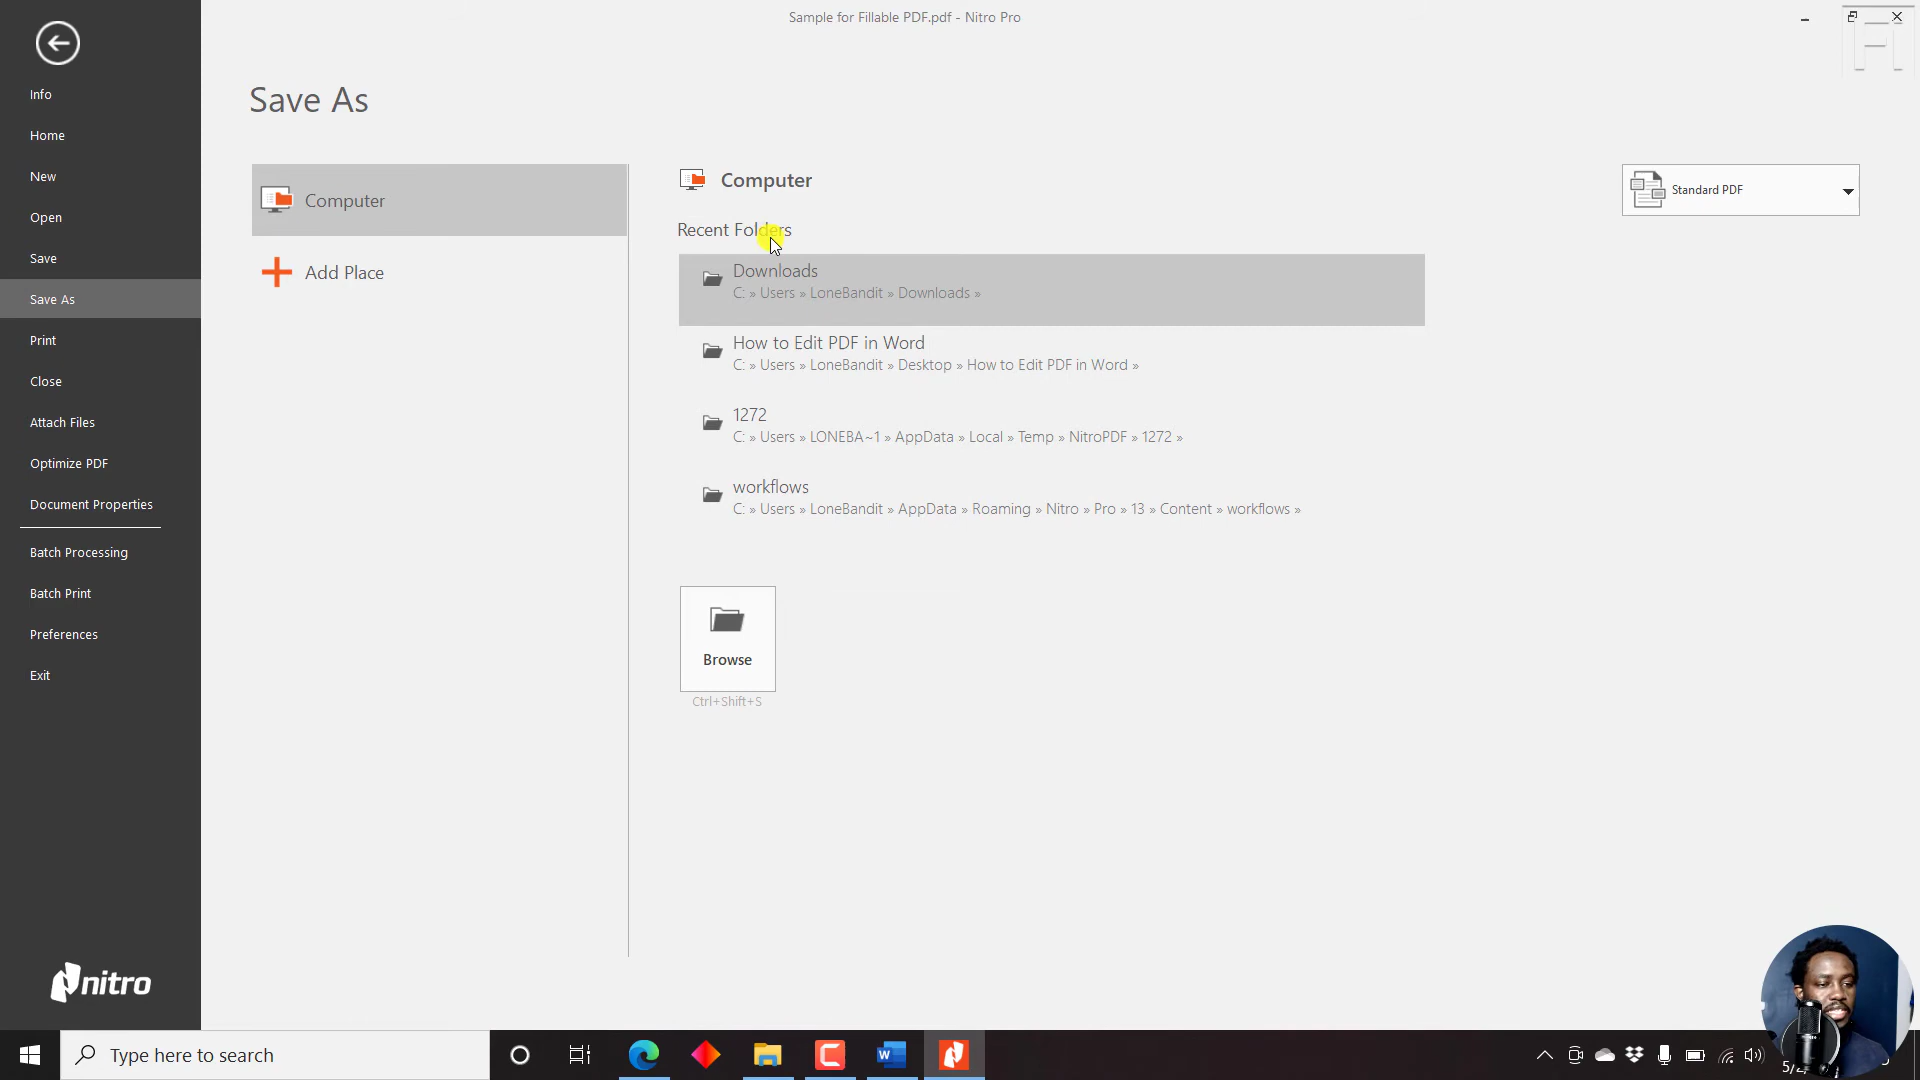 Sample for Fillable PDF.pdf - Nitro Pro
Info
Home
New
Open
Save
Save As
Print
Close
Attach Files
Optimize PDF
Document Properties
Batch Processing
Batch Print
Preferences
Exit
nitro
Save As
Computer
Add Place
Computer
Recent Folders
Downloads
C: » Users » LoneBandit » Downloads »
How to Edit PDF in Word
C: » Users » LoneBandit » Desktop » How to Edit PDF in Word »
1272
C: » Users » LONEBA~1 » AppData » Local » Temp » NitroPDF » 1272 »
workflows
C: » Users » LoneBandit » AppData » Roaming » Nitro » Pro » 13 » Content » workflows »
Browse
Ctrl+Shift+S
Standard PDF
Type here to search